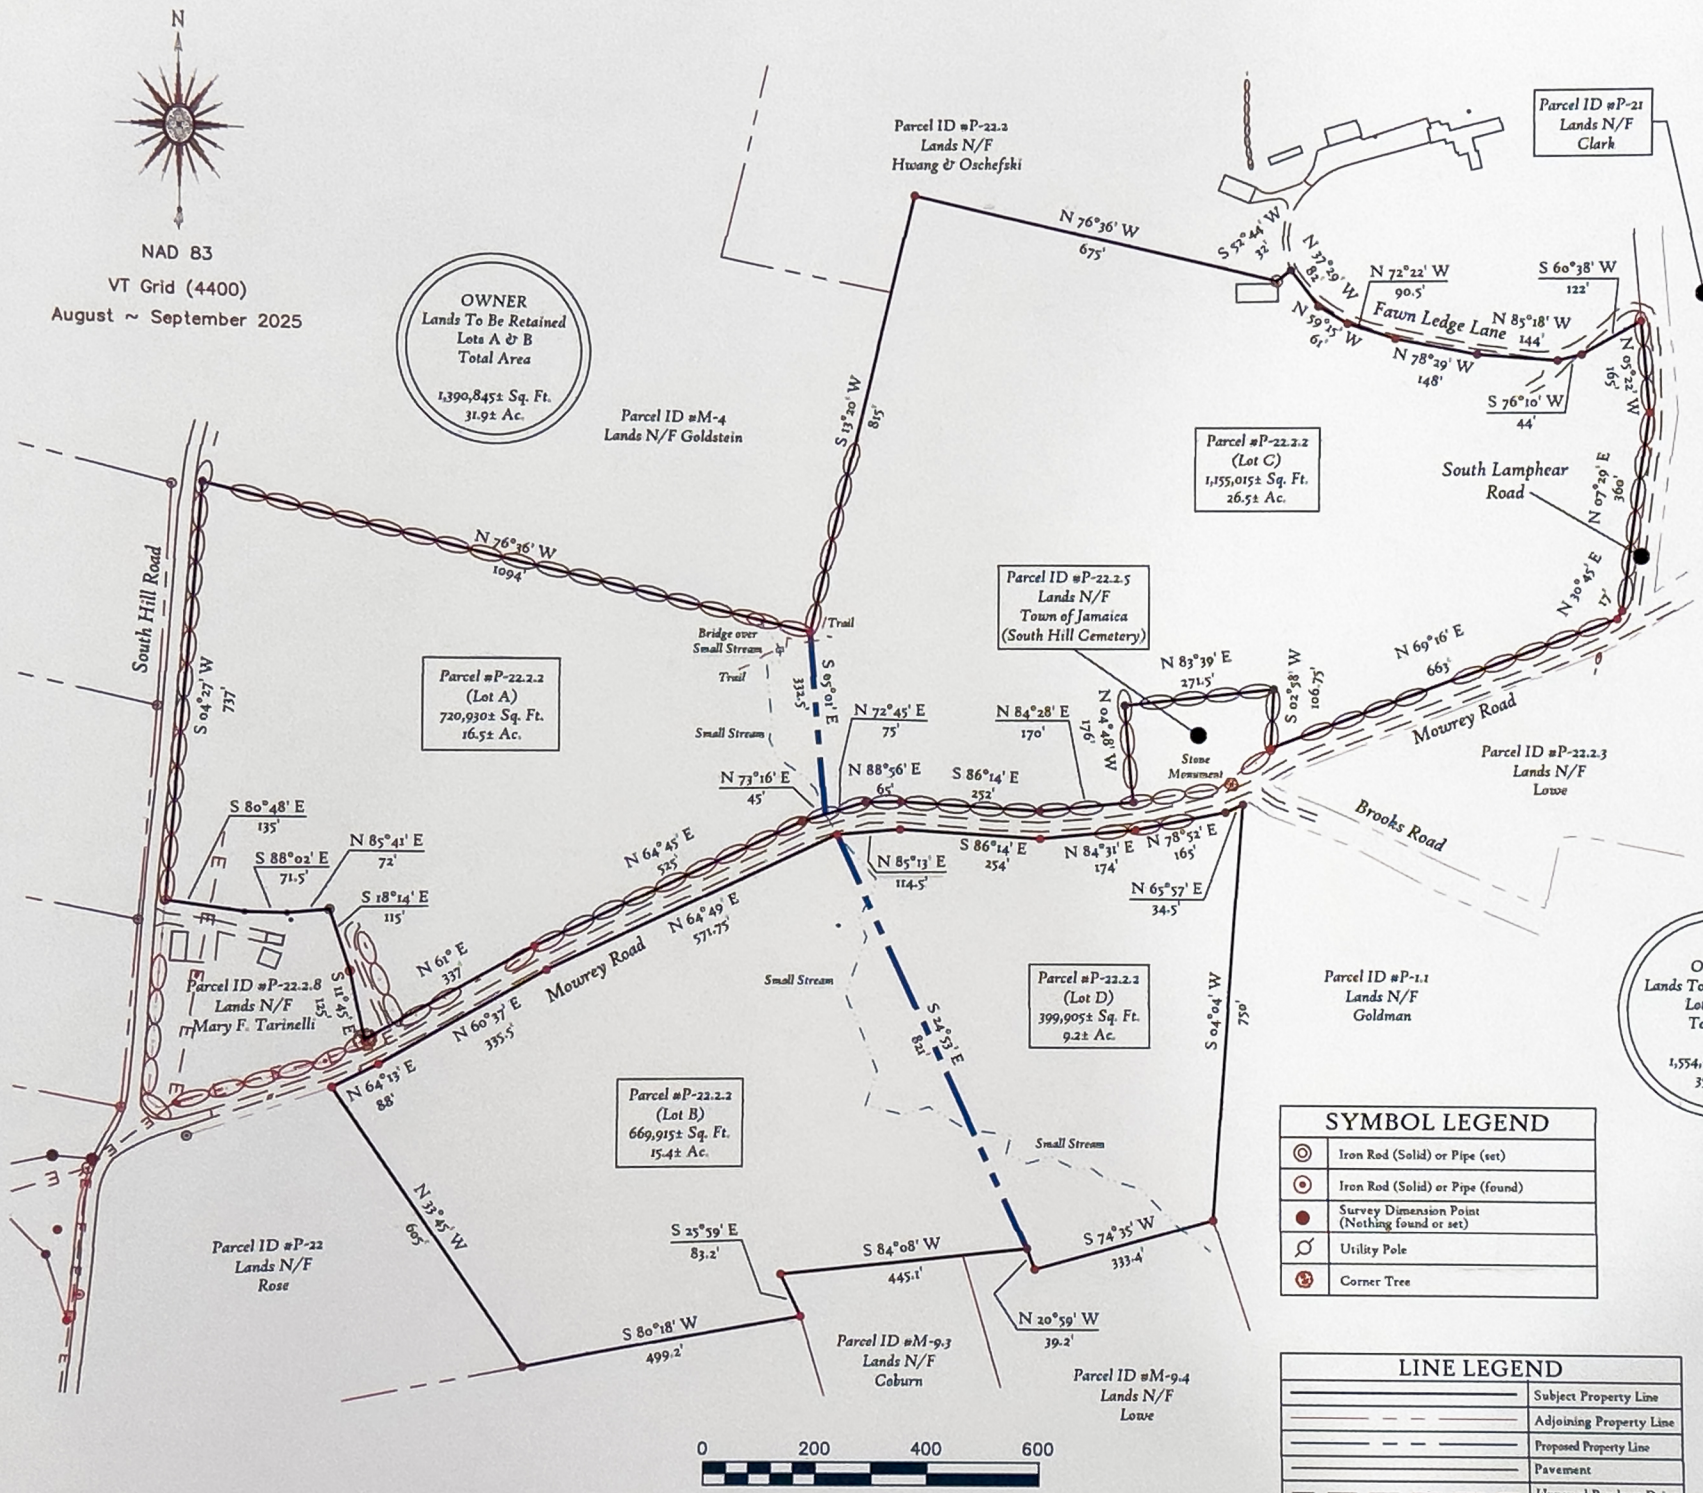 N
NAD 83
VT Grid (4400)
August ~ September 2025
OWNER
Lands To Be Retained
Lots A & B
Total Area
1,390,845± Sq. Ft.
31.9± Ac.
Parcel ID #P-22.2
Lands N/F
Hwang & Oschefski
Parcel ID #P-21
Lands N/F
Clark
N 76°36' W
675'
S 52°44' W
32'
N 37°29' W
82'
N 59°15' W
61'
N 72°22' W
90.5'
Fawn Ledge Lane
N 78°29' W
148'
N 85°18' W
144'
S 60°38' W
122'
S 76°10' W
44'
N 05°22' W
165'
S 13°20' W
815'
Parcel ID #M-4
Lands N/F Goldstein
Parcel #P-22.2.2
(Lot C)
1,155,015± Sq. Ft.
26.5± Ac.
South Lamphear
Road
N 07°29' E
360'
N 30°45' E
17'
South Hill Road
N 76°36' W
1094'
S 04°27' W
737'
Parcel ID #P-22.2.5
Lands N/F
Town of Jamaica
(South Hill Cemetery)
Trail
Bridge over
Small Stream
Trail
Small Stream
S 05°01' E
332.5'
Parcel #P-22.2.2
(Lot A)
720,930± Sq. Ft.
16.5± Ac.
N 83°39' E
271.5'
S 02°58' W
106.75'
N 04°48' W
176'
Stone
Monument
N 69°16' E
663'
Mowrey Road
Parcel ID #P-22.2.3
Lands N/F
Lowe
Brooks Road
N 72°45' E
75'
N 84°28' E
170'
N 73°16' E
45'
N 88°56' E
65'
S 86°14' E
252'
S 80°48' E
135'
S 88°02' E
71.5'
N 85°41' E
72'
S 18°14' E
115'
N 64°45' E
525'
N 85°13' E
114.5'
S 86°14' E
254'
N 84°31' E
174'
N 78°52' E
165'
N 65°57' E
34.5'
N 64°49' E
571.75'
Mowrey Road
N 61° E
337'
N 60°37' E
335.5'
S 11°45' E
125'
Parcel ID #P-22.2.8
Lands N/F
Mary F. Tarinelli
N 64°13' E
88'
Small Stream
S 24°53' E
821'
Parcel #P-22.2.2
(Lot D)
399,905± Sq. Ft.
9.2± Ac.
S 04°04' W
750'
Parcel ID #P-1.1
Lands N/F
Goldman
O
Lands To
Lo
To
1,554,
3
Parcel #P-22.2.2
(Lot B)
669,915± Sq. Ft.
15.4± Ac.
Small Stream
N 33°45' W
605'
Parcel ID #P-22
Lands N/F
Rose
S 25°59' E
83.2'
S 84°08' W
445.1'
S 74°35' W
333.4'
N 20°59' W
39.2'
S 80°18' W
499.2'
Parcel ID #M-9.3
Lands N/F
Coburn
Parcel ID #M-9.4
Lands N/F
Lowe
SYMBOL LEGEND
Iron Rod (Solid) or Pipe (set)
Iron Rod (Solid) or Pipe (found)
Survey Dimension Point
(Nothing found or set)
Utility Pole
Corner Tree
LINE LEGEND
Subject Property Line
Adjoining Property Line
Proposed Property Line
Pavement
0 200 400 600